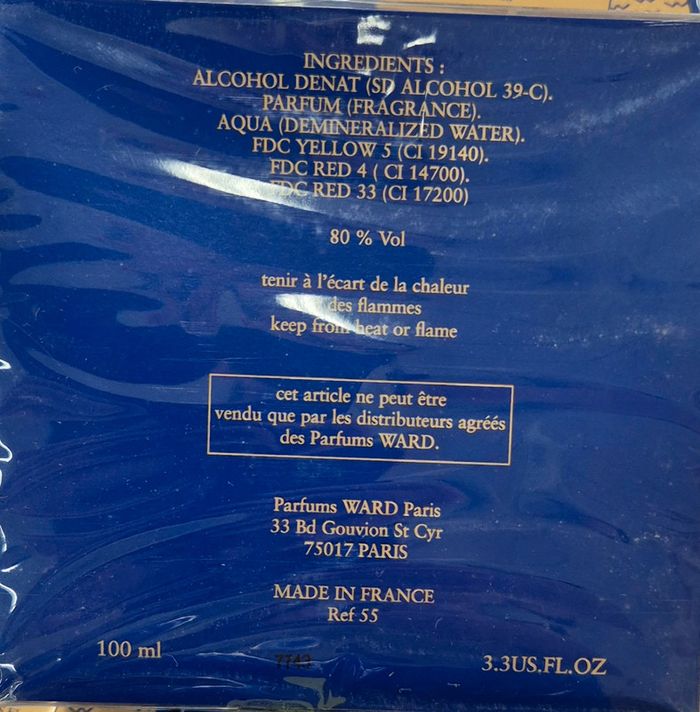 INGREDIENTS :
ALCOHOL DENAT (SD ALCOHOL 39-C).
PARFUM (FRAGRANCE).
AQUA (DEMINERALIZED WATER).
FDC YELLOW 5 (CI 19140).
FDC RED 4 ( CI 14700).
FDC RED 33 (CI 17200)
80 % Vol
tenir à l'écart de la chaleur
des flammes
keep from heat or flame
cet article ne peut être
vendu que par les distributeurs agréés
des Parfums WARD.
Parfums WARD Paris
33 Bd Gouvion St Cyr
75017 PARIS
MADE IN FRANCE
Ref 55
100 ml
3.3US.FL.OZ